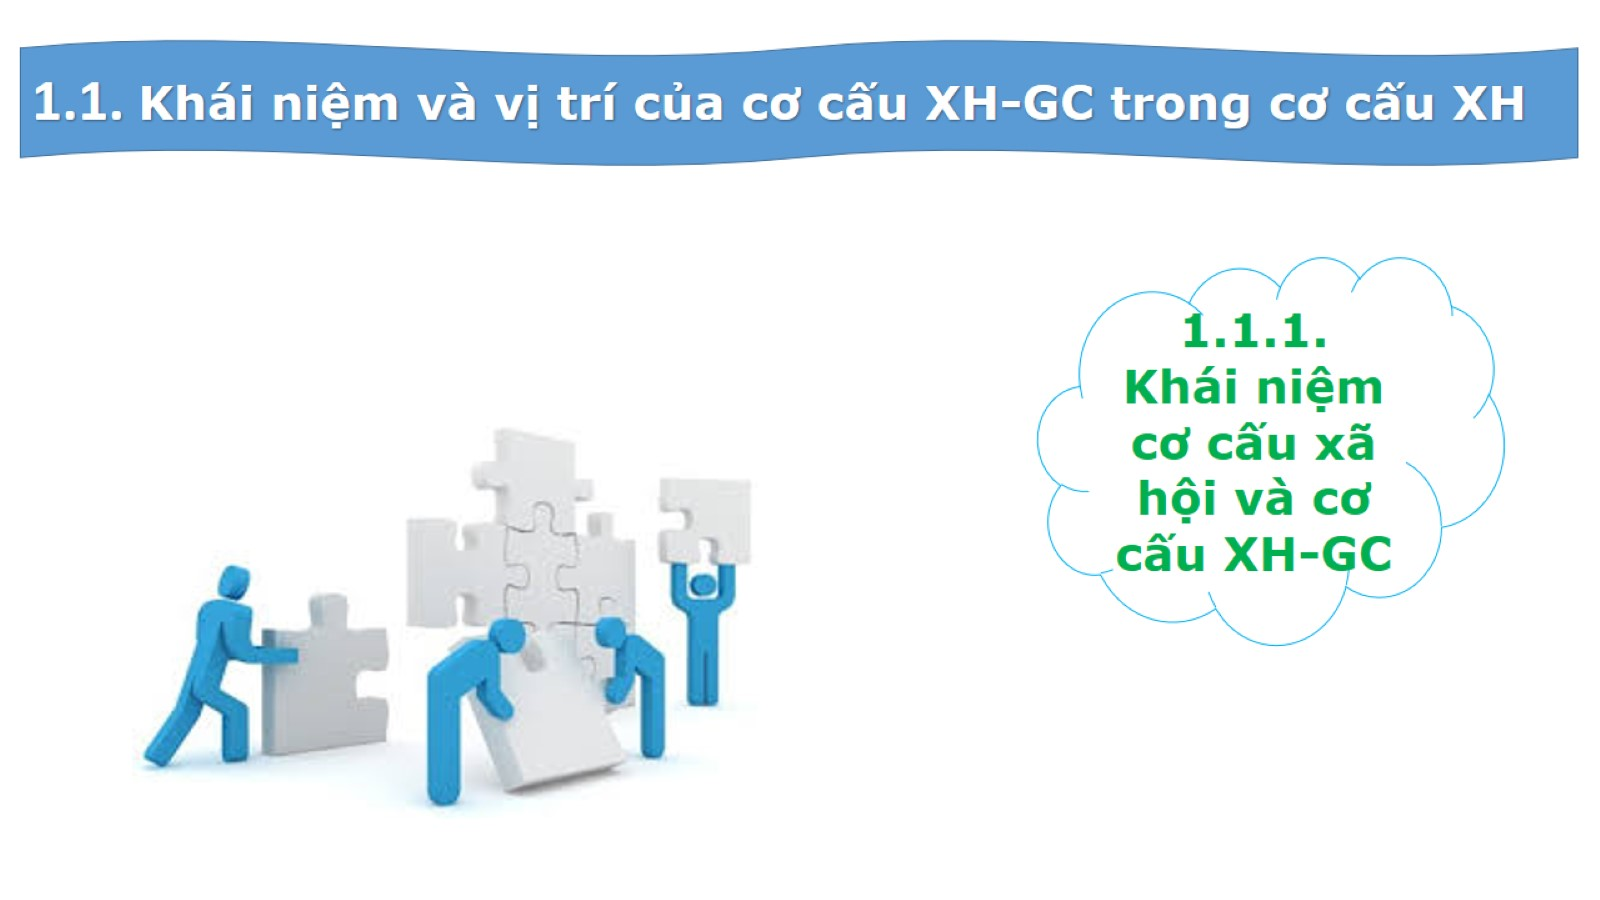 1.1. Khái niệm và vị trí của cơ cấu XH-GC trong cơ cấu XH
1.1.1.
Khái niệm
cơ cấu xã
hội và cơ
cấu XH-GC